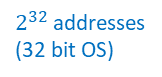 2³² addresses
(32 bit OS)